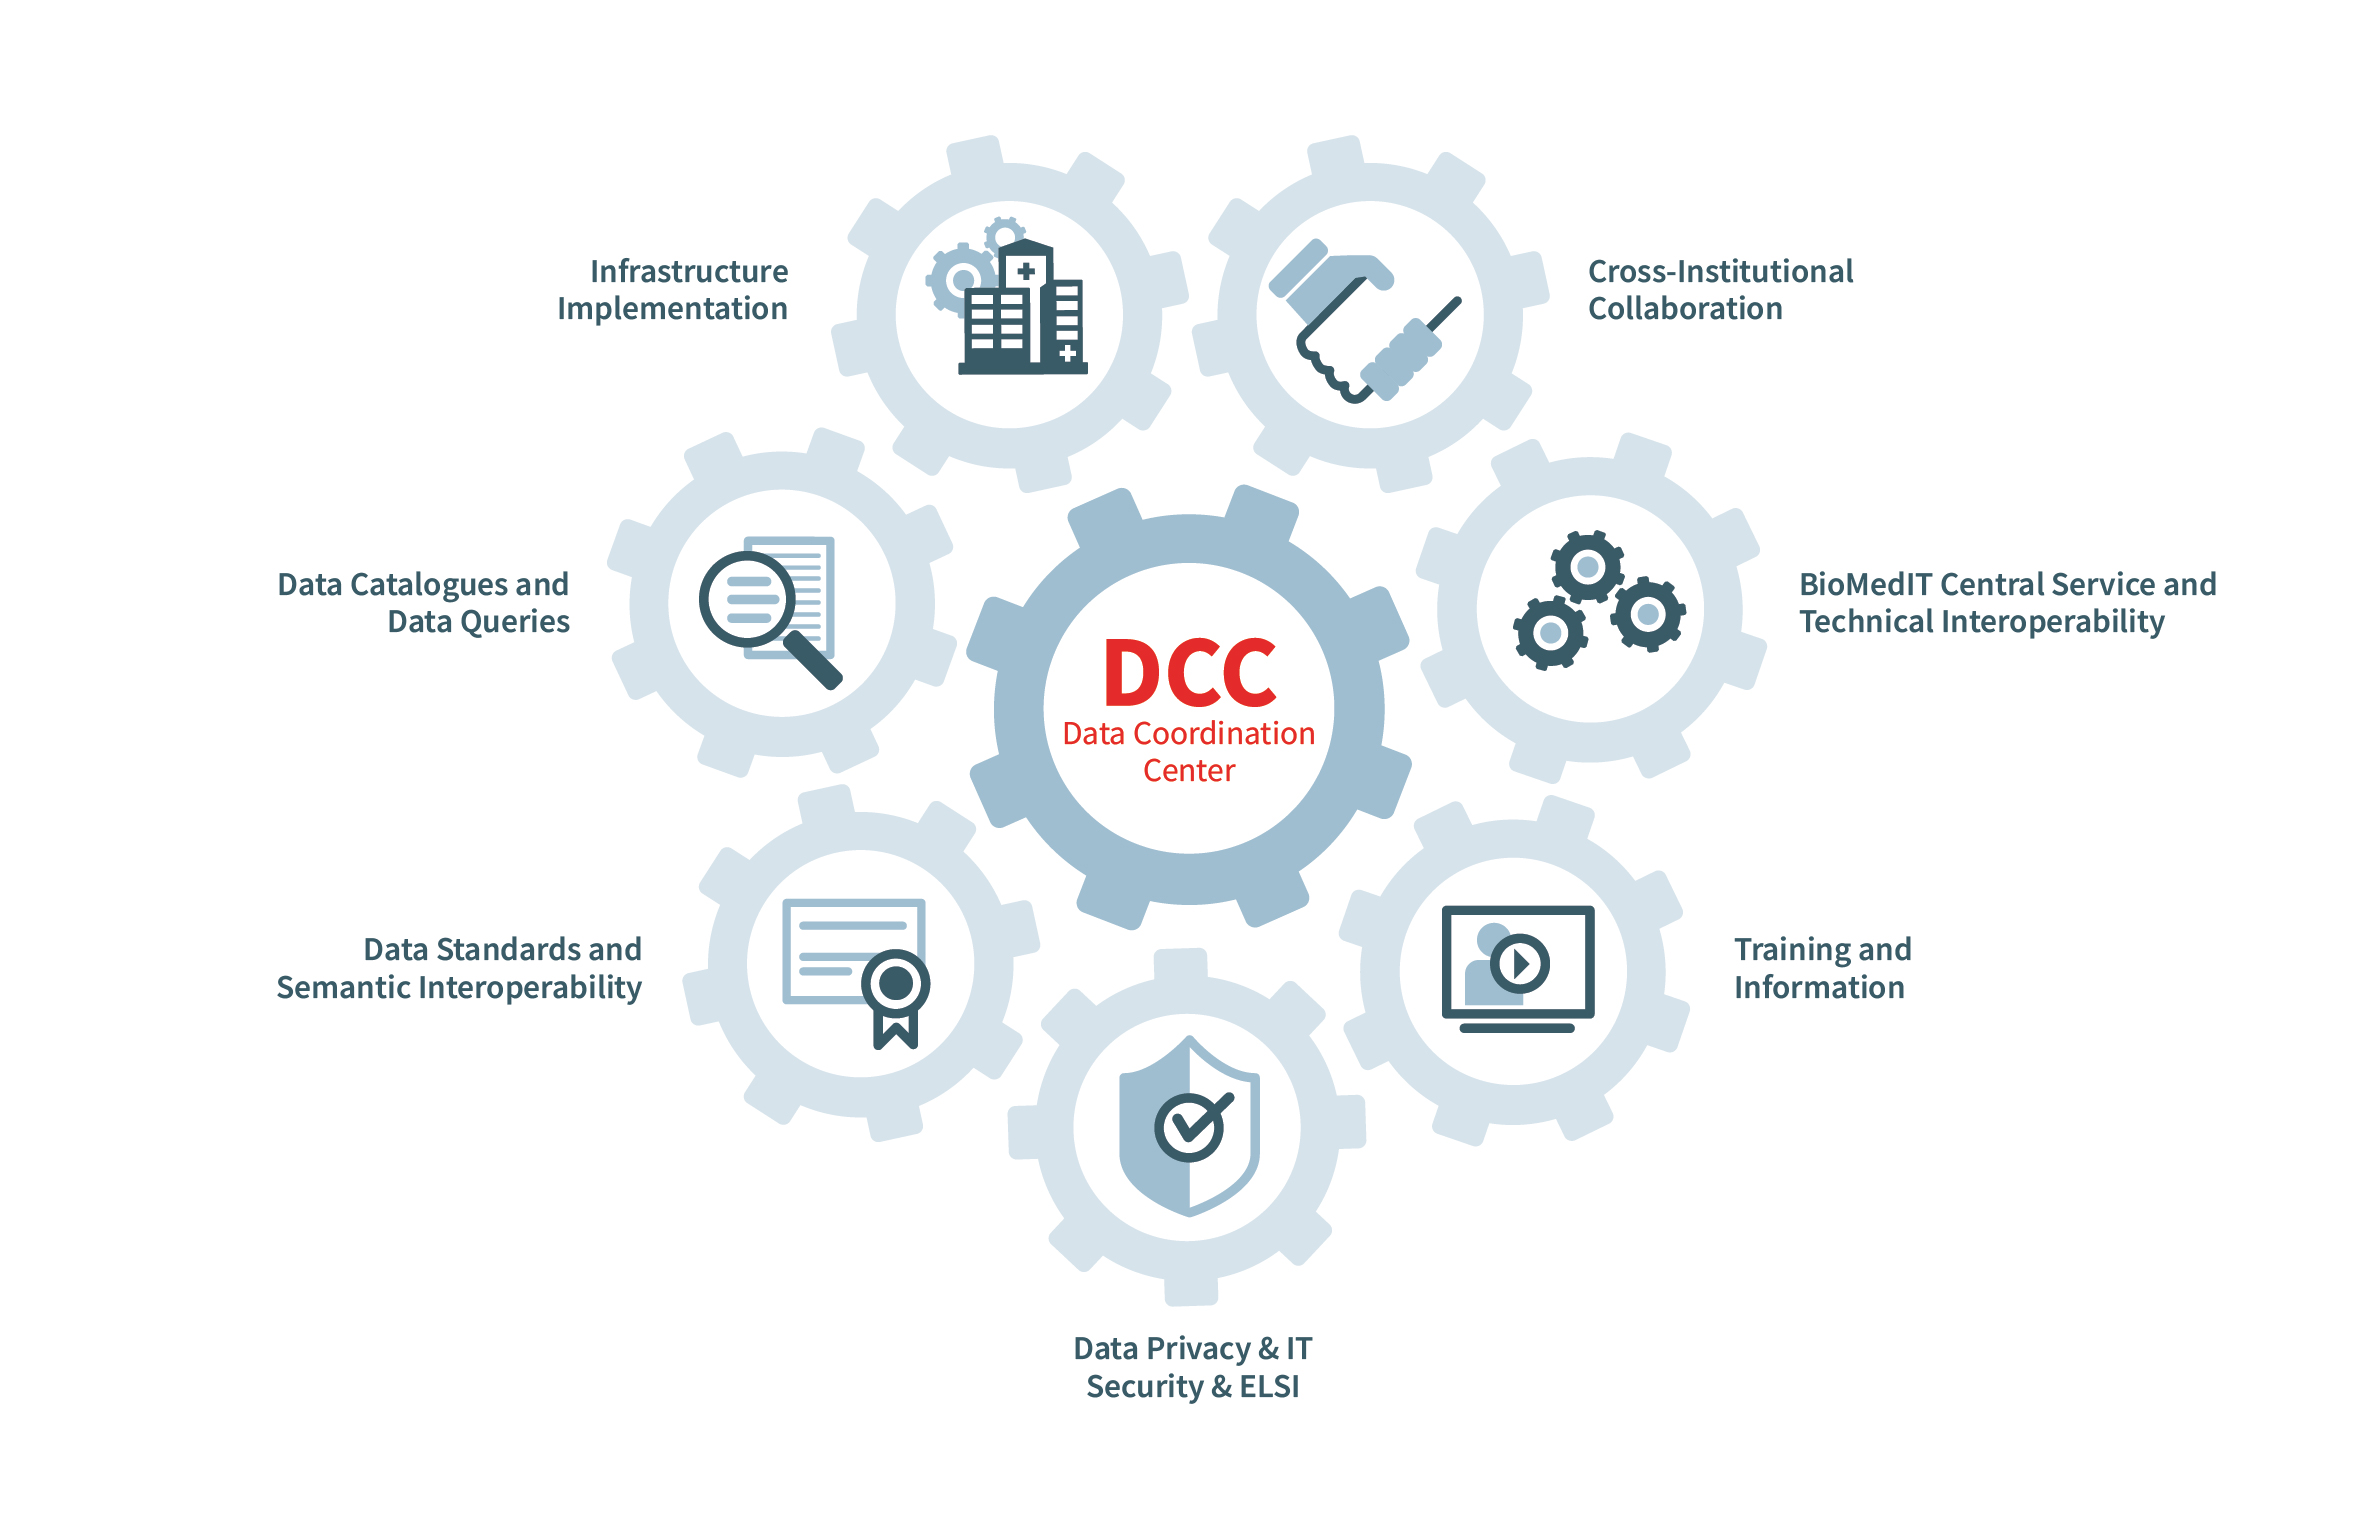 Infrastructure
Implementation
Cross-Institutional
Collaboration
Data Catalogues and
Data Queries
BioMedIT Central Service and
Technical Interoperability
DCC
Data Coordination
Center
Data Standards and
Semantic Interoperability
Training and
Information
Data Privacy & IT
Security & ELSI